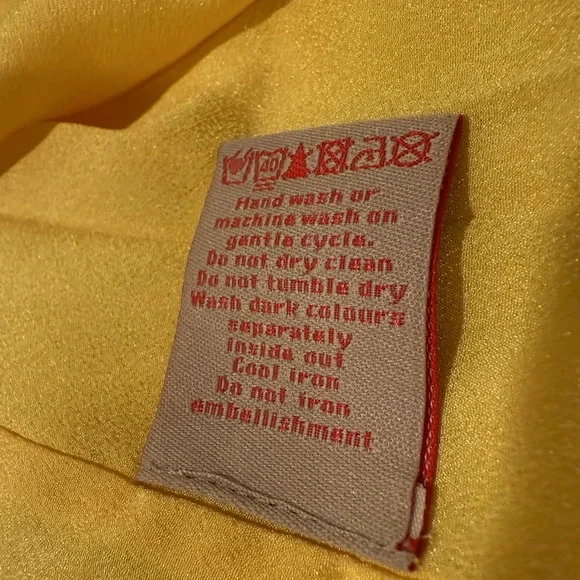 40
Hand wash or
machine wash on
gentle cycle.
Do not dry clean
Do not tumble dry
Wash dark colours
separately
inside out
Cool iron
Do not iron
embellishment